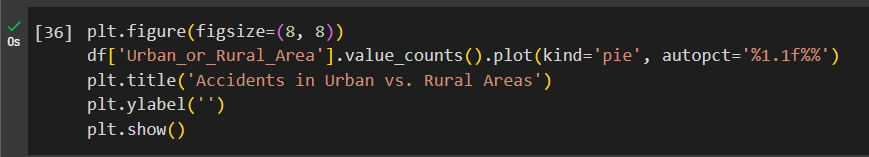 [36] plt.figure(figsize=(8, 8))
df['Urban_or_Rural_Area'].value_counts().plot(kind='pie', autopct='%1.1f%%')
0s
plt.title('Accidents in Urban vs. Rural Areas')
plt.ylabel('')
plt.show()